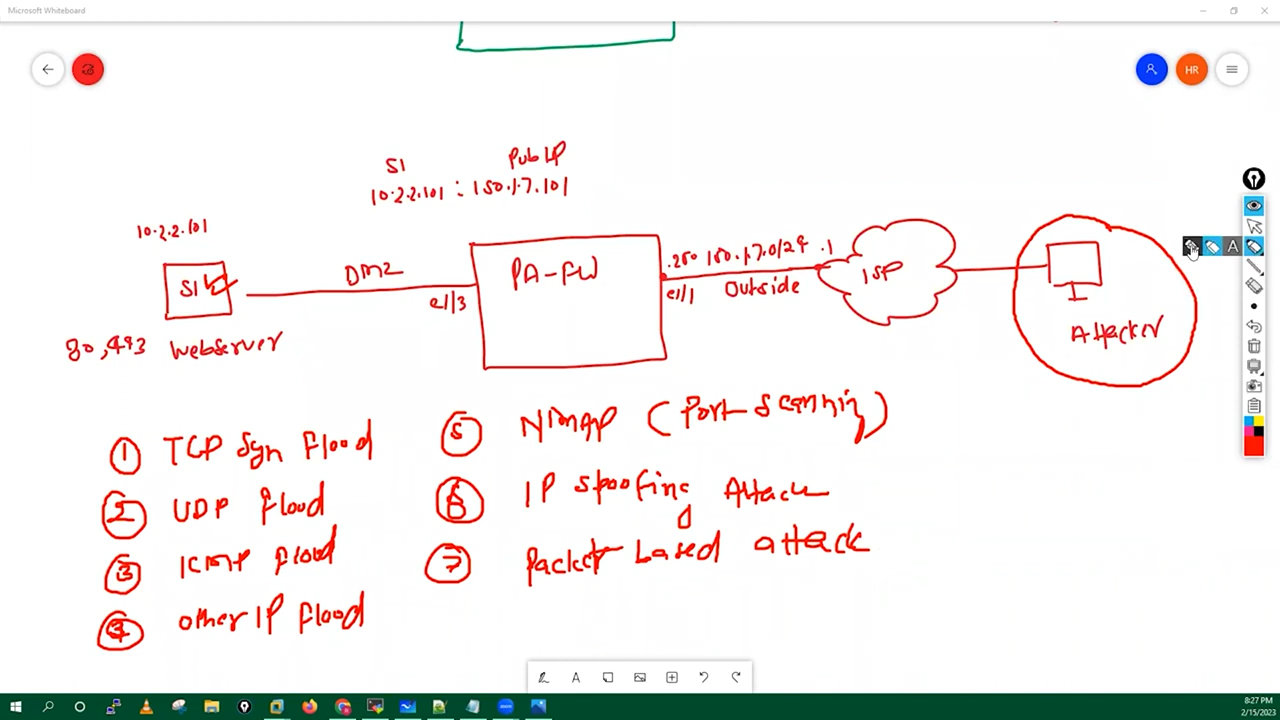 Microsoft Whiteboard
HR
S1 Pub IP
10.2.2.101 : 150.1.7.101
10.2.2.101
S1
DMZ
e1/3
PA-FW
.250 150.1.7.0/24 .1
e1/1 Outside
ISP
Attacker
80,443 Webserver
1 TCP Syn Flood
2 UDP flood
3 ICMP flood
4 other IP flood
5 NMAP (Port Scanning)
6 IP Spoofing Attack
7 Packet based attack
A
A
8:27 PM
2/15/2023